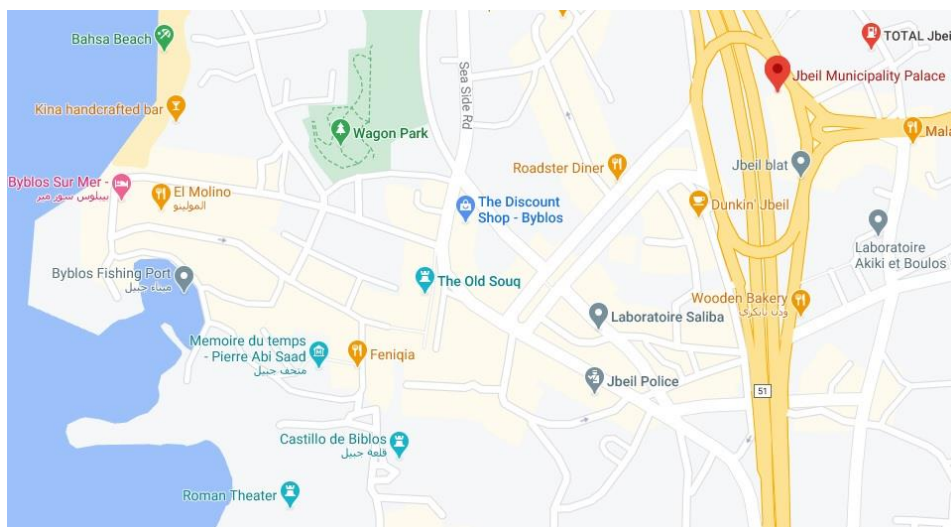 Bahsa Beach
TOTAL Jbei
Jbeil Municipality Palace
Kina handcrafted bar
Sea Side Rd
Wagon Park
Mala
Roadster Diner
Jbeil blat
Byblos Sur Mer -
بيبلوس سور مير
El Molino
المولينو
The Discount
Shop - Byblos
Dunkin' Jbeil
Laboratoire
Akiki et Boulos
Byblos Fishing Port
ميناء جبيل
The Old Souq
Wooden Bakery
وودن بايكري
Laboratoire Saliba
Memoire du temps
- Pierre Abi Saad
متحف جبيل
Feniqia
Jbeil Police
51
Castillo de Biblos
قلعة جبيل
Roman Theater